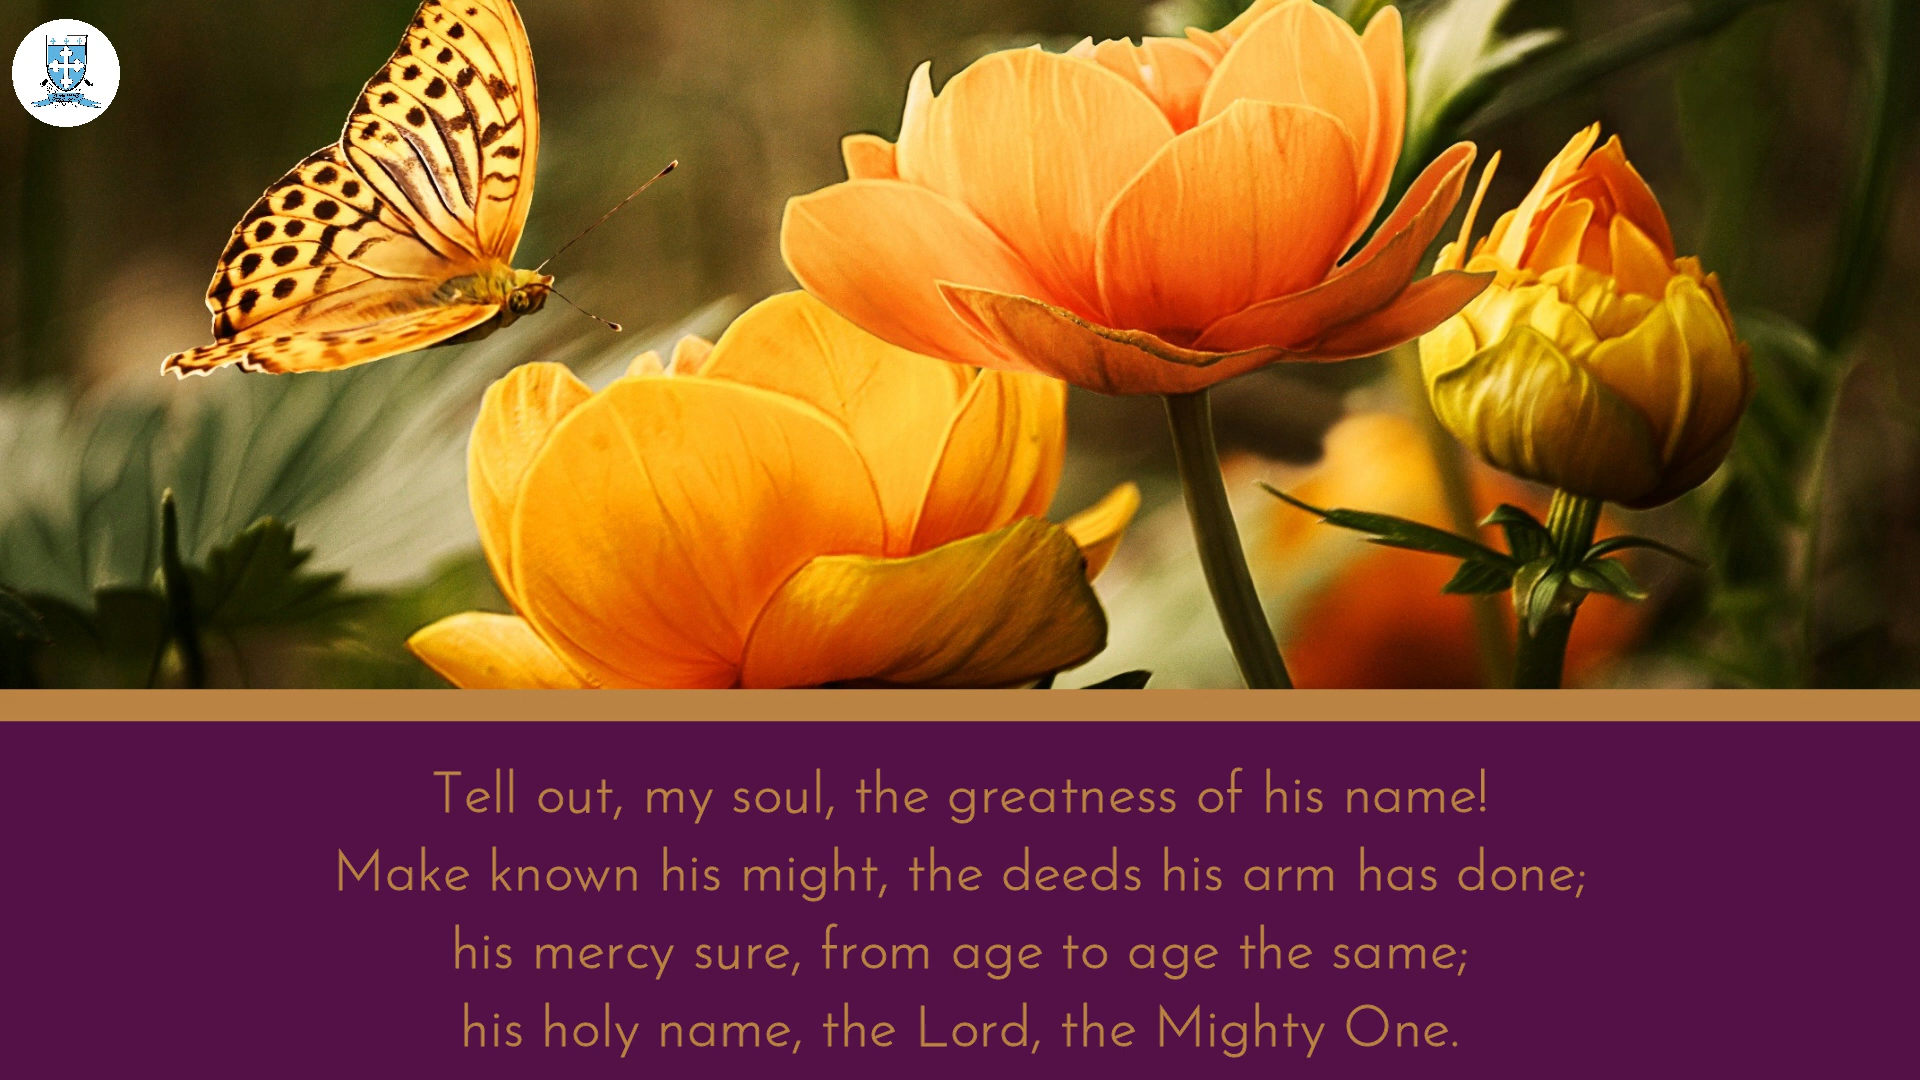 Tell out, my soul, the greatness of his name!
Make known his might, the deeds his arm has done;
his mercy sure, from age to age the same;
his holy name, the Lord, the Mighty One.